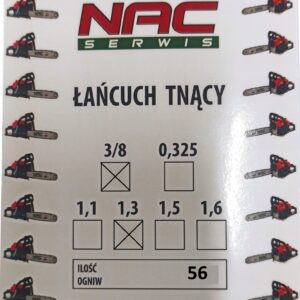 NAC
SERWIS
ŁAŃCUCH TNĄCY
3/8 0,325
1,1 1,3 1,5 1,6
ILOŚĆ
OGNIW 56